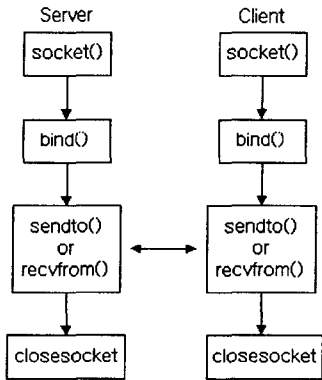 Server
Client
socket()
socket()
bind()
bind()
sendto()
or
recvfrom()
sendto()
or
recvfrom()
closesocket
closesocket